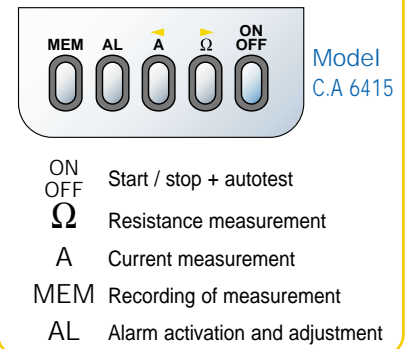 MEM AL A Ω ON OFF
Model
C.A 6415
ON OFF Start / stop + autotest
Ω Resistance measurement
A Current measurement
MEM Recording of measurement
AL Alarm activation and adjustment